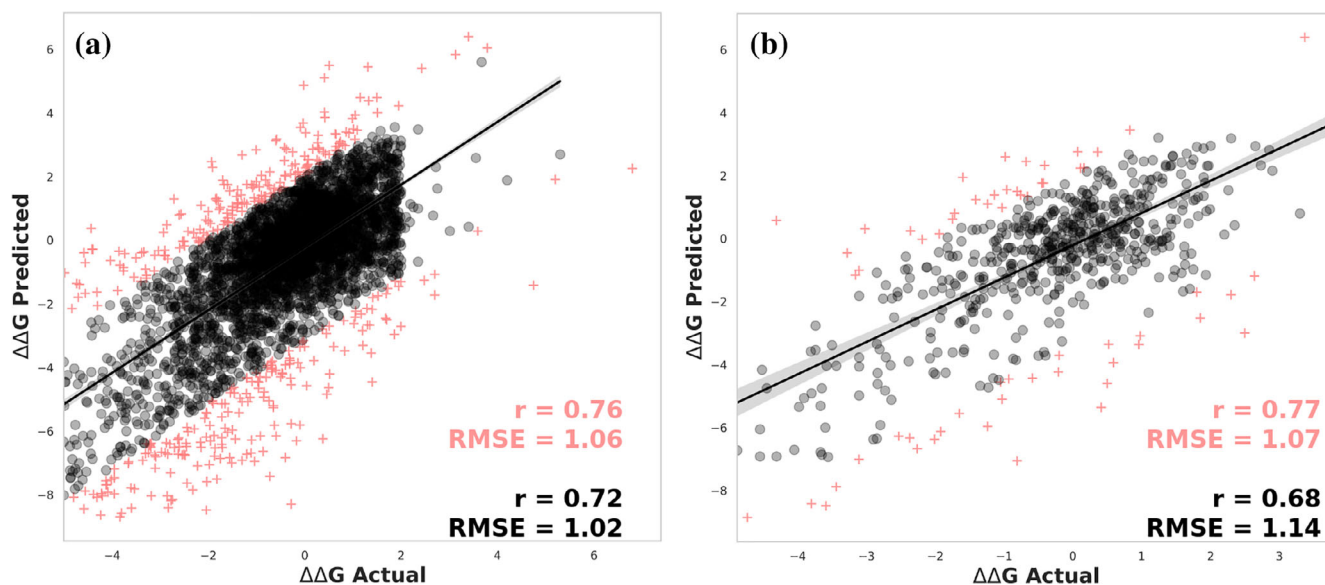 (a)
6
4
2
0
−2
−4
−6
−8
−4
−2
0
2
4
6
ΔΔG Predicted
ΔΔG Actual
r = 0.76
RMSE = 1.06
r = 0.72
RMSE = 1.02
(b)
6
4
2
0
−2
−4
−6
−8
−4
−3
−2
−1
0
1
2
3
ΔΔG Predicted
ΔΔG Actual
r = 0.77
RMSE = 1.07
r = 0.68
RMSE = 1.14